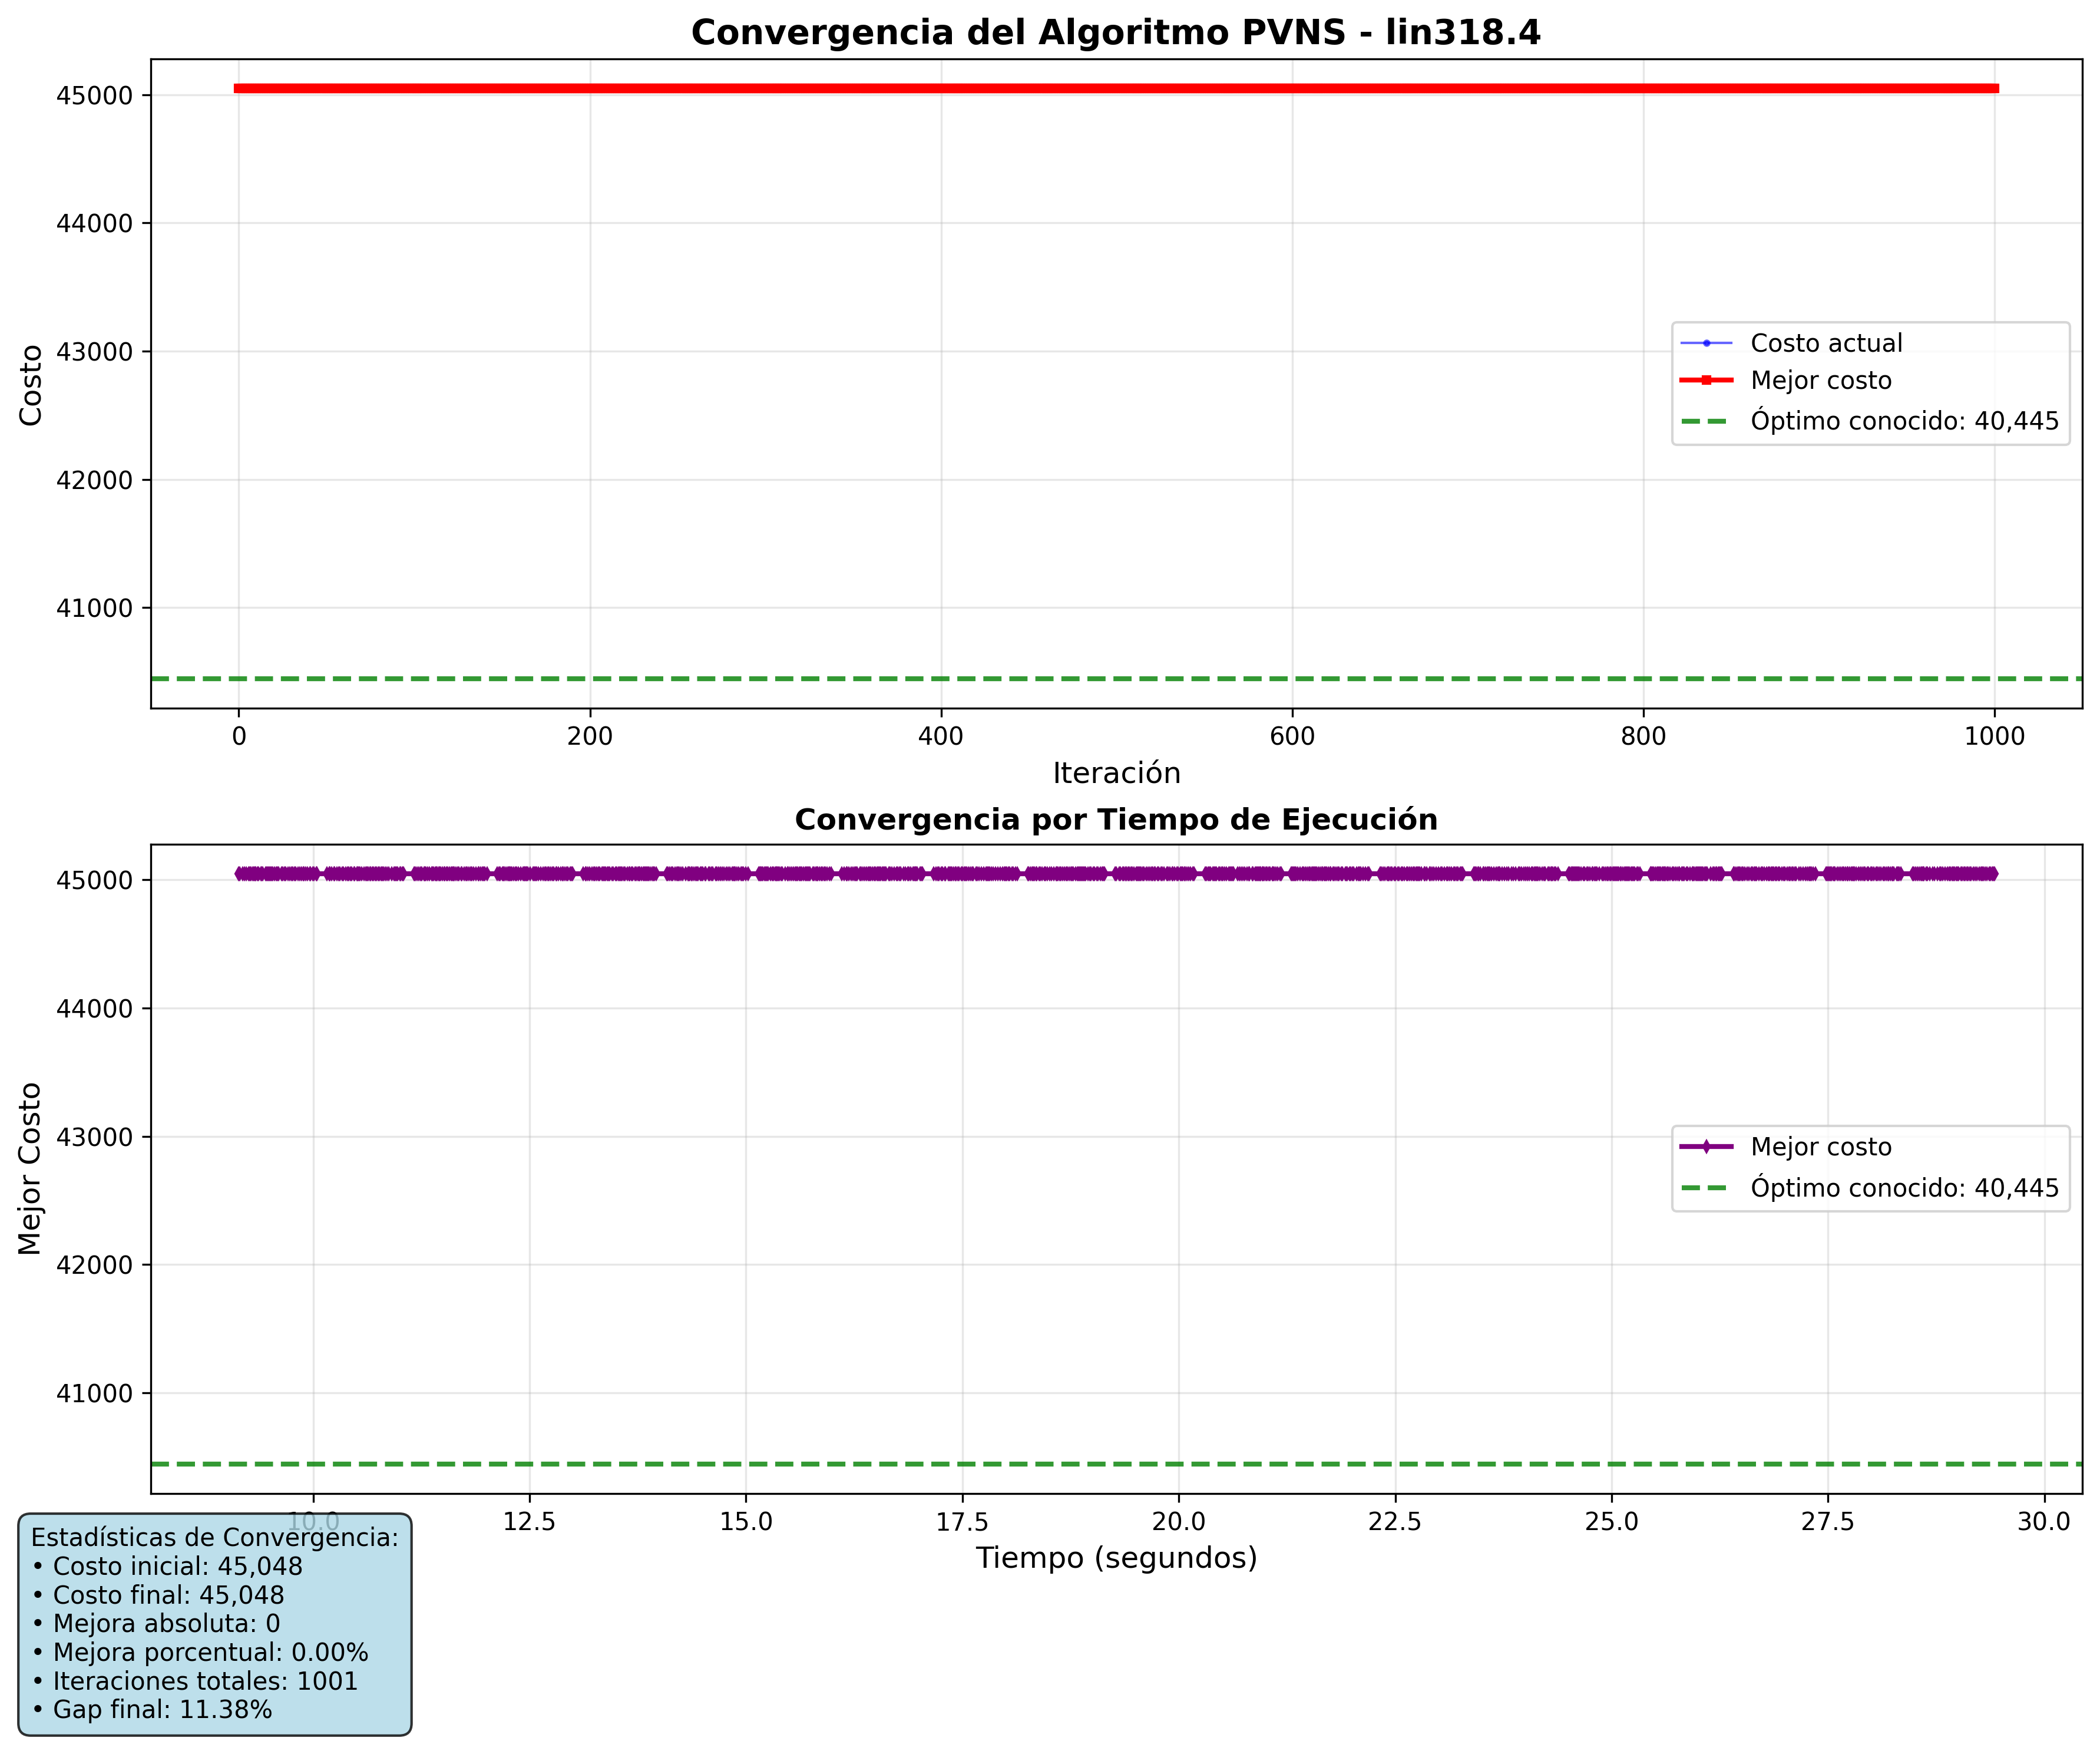 Convergencia del Algoritmo PVNS - lin318.4
45000
44000
43000
42000
41000
Costo
Costo actual
Mejor costo
Óptimo conocido: 40,445
0 200 400 600 800 1000
Iteración
Convergencia por Tiempo de Ejecución
45000
44000
43000
42000
41000
Mejor Costo
Mejor costo
Óptimo conocido: 40,445
10.0 12.5 15.0 17.5 20.0 22.5 25.0 27.5 30.0
Tiempo (segundos)
Estadísticas de Convergencia:
• Costo inicial: 45,048
• Costo final: 45,048
• Mejora absoluta: 0
• Mejora porcentual: 0.00%
• Iteraciones totales: 1001
• Gap final: 11.38%